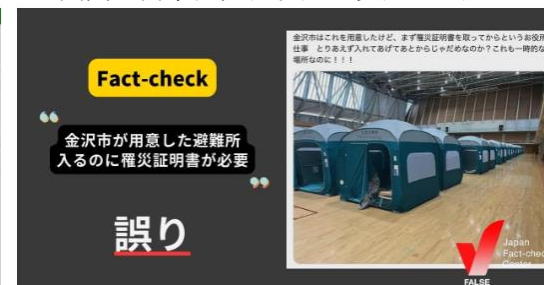 Fact-check
金沢市が用意した避難所
入るのに罹災証明書が必要
誤り
金沢市はこれを用意したけど、まず罹災証明書を取ってからというお役所
仕事 とりあえず入れてあげてあとからじゃだめなのか？これも一時的な
場所なのに！！！
Japan
Fact-check
Center
FALSE